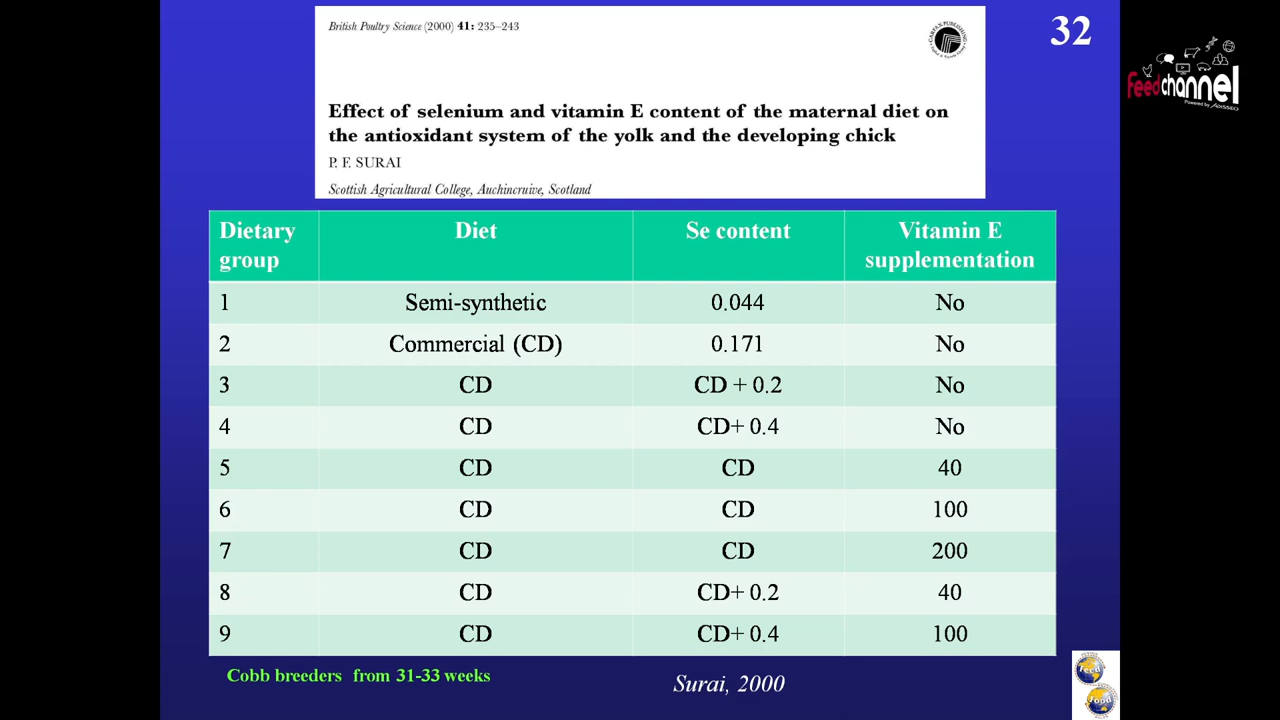 British Poultry Science (2000) 41: 235–243
32
feedchannel
Powered by ADISSEO
Effect of selenium and vitamin E content of the maternal diet on
the antioxidant system of the yolk and the developing chick
P. F. SURAI
Scottish Agricultural College, Auchincruive, Scotland
Dietary group Diet Se content Vitamin E supplementation
1 Semi-synthetic 0.044 No
2 Commercial (CD) 0.171 No
3 CD CD + 0.2 No
4 CD CD+ 0.4 No
5 CD CD 40
6 CD CD 100
7 CD CD 200
8 CD CD+ 0.2 40
9 CD CD+ 0.4 100
Cobb breeders from 31-33 weeks
Surai, 2000
Feed
Food